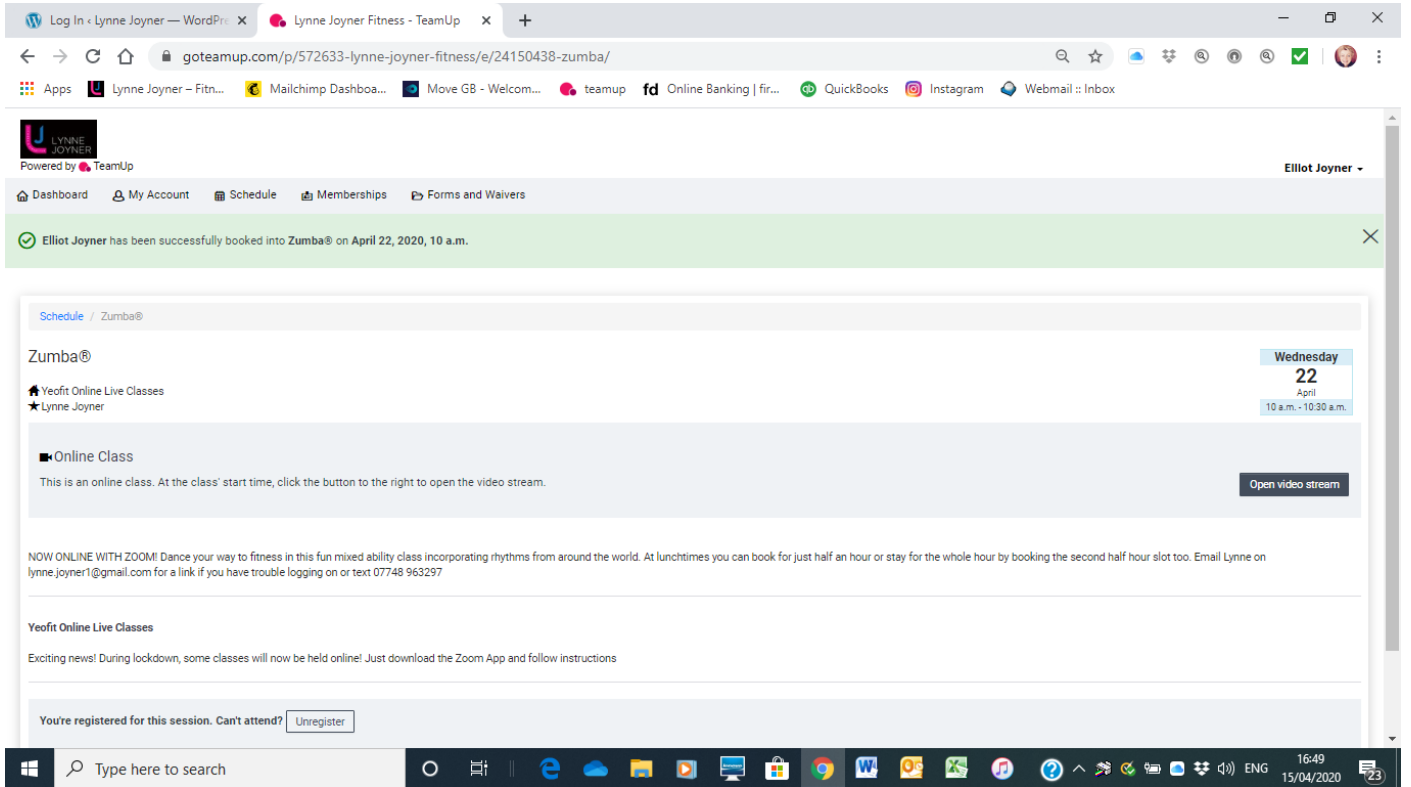 Log In ‹ Lynne Joyner — WordPre
Lynne Joyner Fitness - TeamUp
goteamup.com/p/572633-lynne-joyner-fitness/e/24150438-zumba/
Apps Lynne Joyner – Fitn... Mailchimp Dashboa... Move GB - Welcom... teamup fd Online Banking | fir... QuickBooks Instagram Webmail :: Inbox
LYNNE
JOYNER
Powered by TeamUp
Elliot Joyner
Dashboard My Account Schedule Memberships Forms and Waivers
Elliot Joyner has been successfully booked into Zumba® on April 22, 2020, 10 a.m.
Schedule / Zumba®
Zumba®
Wednesday
22
April
10 a.m. - 10:30 a.m.
Yeofit Online Live Classes
Lynne Joyner
Online Class
This is an online class. At the class' start time, click the button to the right to open the video stream.
Open video stream
NOW ONLINE WITH ZOOM! Dance your way to fitness in this fun mixed ability class incorporating rhythms from around the world. At lunchtimes you can book for just half an hour or stay for the whole hour by booking the second half hour slot too. Email Lynne on
lynne.joyner1@gmail.com for a link if you have trouble logging on or text 07748 963297
Yeofit Online Live Classes
Exciting news! During lockdown, some classes will now be held online! Just download the Zoom App and follow instructions
You're registered for this session. Can't attend? Unregister
Type here to search
ENG
16:49
15/04/2020
23